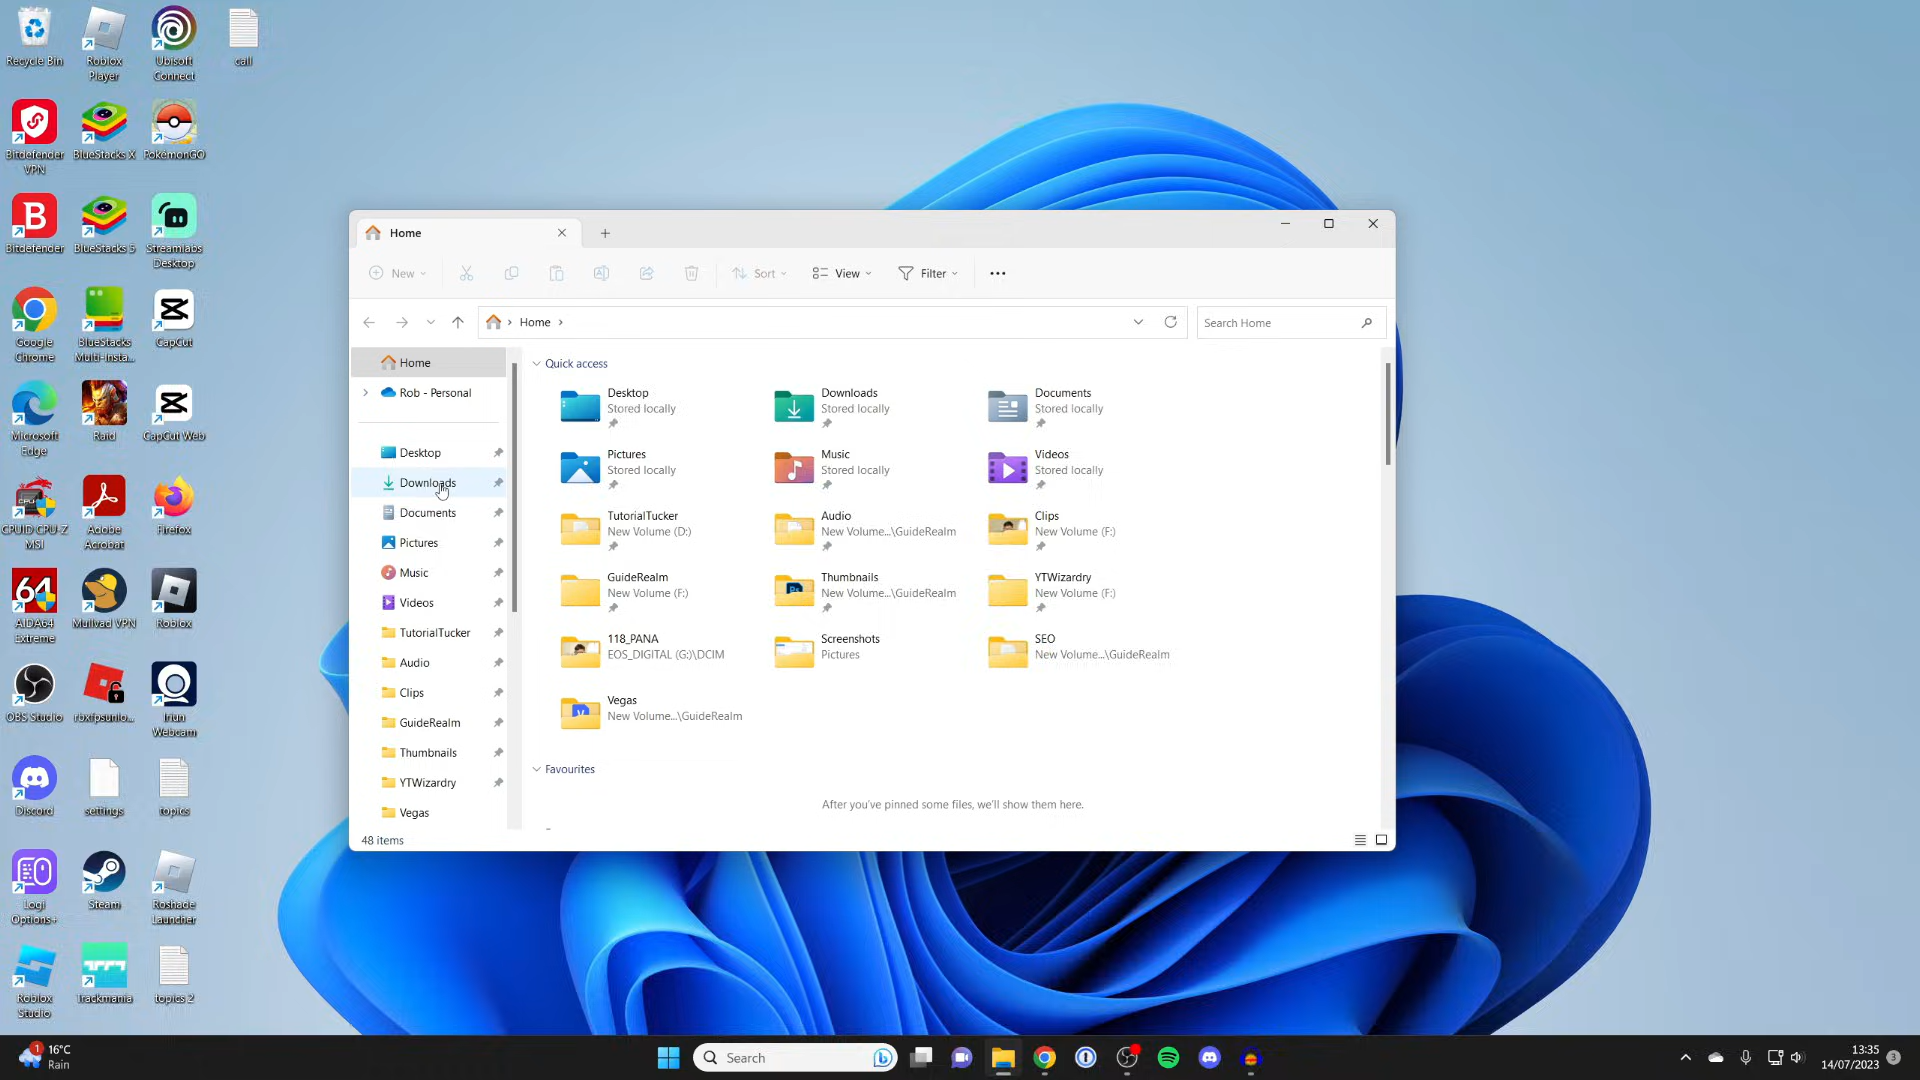 Recycle Bin
Roblox
Player
Ubisoft
Connect
call
Bitdefender
VPN
BlueStacks X
PokemonGO
Bitdefender
BlueStacks 5
Streamlabs
Desktop
Google
Chrome
BlueStacks
Multi-Insta...
CapCut
Microsoft
Edge
Raid
CapCut Web
CPUID CPU-Z
MSI
Adobe
Acrobat
Firefox
64
AIDA64
Extreme
Mullvad VPN
Roblox
OBS Studio
rbxfpsunlo...
Iriun
Webcam
Discord
settings
topics
Logi
Options+
Steam
Roshade
Launcher
Roblox
Studio
Trackmania
topics 2
Home
New
Sort
View
Filter
Home
Search Home
Home
Rob - Personal
Desktop
Downloads
Documents
Pictures
Music
Videos
TutorialTucker
Audio
Clips
GuideRealm
Thumbnails
YTWizardry
Vegas
Quick access
Desktop
Stored locally
Downloads
Stored locally
Documents
Stored locally
Pictures
Stored locally
Music
Stored locally
Videos
Stored locally
TutorialTucker
New Volume (D:)
Audio
New Volume...\GuideRealm
Clips
New Volume (F:)
GuideRealm
New Volume (F:)
Thumbnails
New Volume...\GuideRealm
YTWizardry
New Volume (F:)
118_PANA
EOS_DIGITAL (G:)\DCIM
Screenshots
Pictures
SEO
New Volume...\GuideRealm
Vegas
New Volume...\GuideRealm
Favourites
After you've pinned some files, we'll show them here.
48 items
1
16°C
Rain
Search
13:35
14/07/2023
3